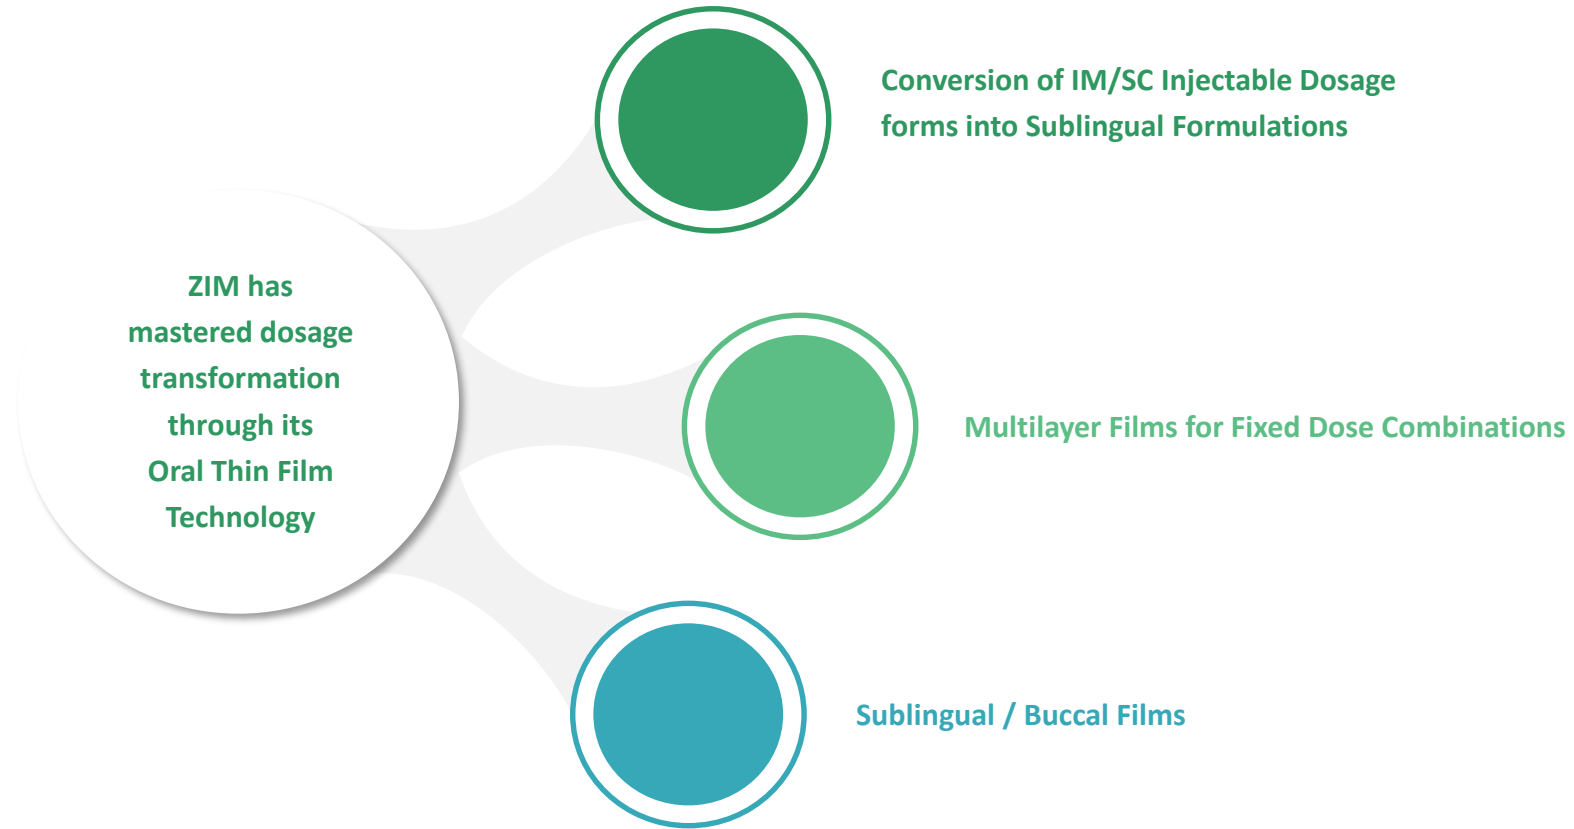 ZIM has
mastered dosage
transformation
through its
Oral Thin Film
Technology
Conversion of IM/SC Injectable Dosage
forms into Sublingual Formulations
Multilayer Films for Fixed Dose Combinations
Sublingual / Buccal Films